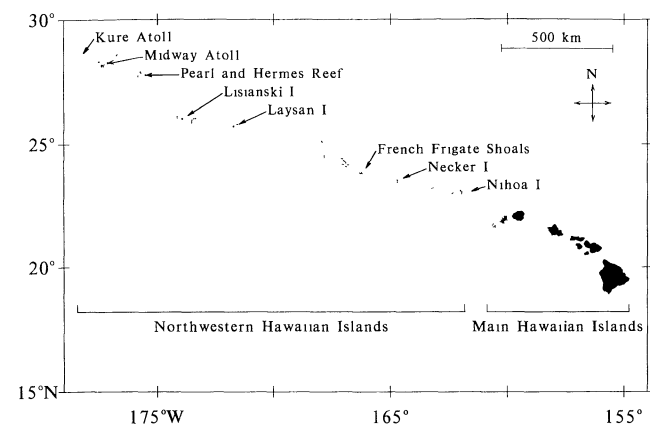 30°
500 km
Kure Atoll
Midway Atoll
N
Pearl and Hermes Reef
Lisianski I
Laysan I
25°
French Frigate Shoals
Necker I
Nihoa I
20°
Northwestern Hawaiian Islands
Main Hawaiian Islands
15°N
175°W
165°
155°